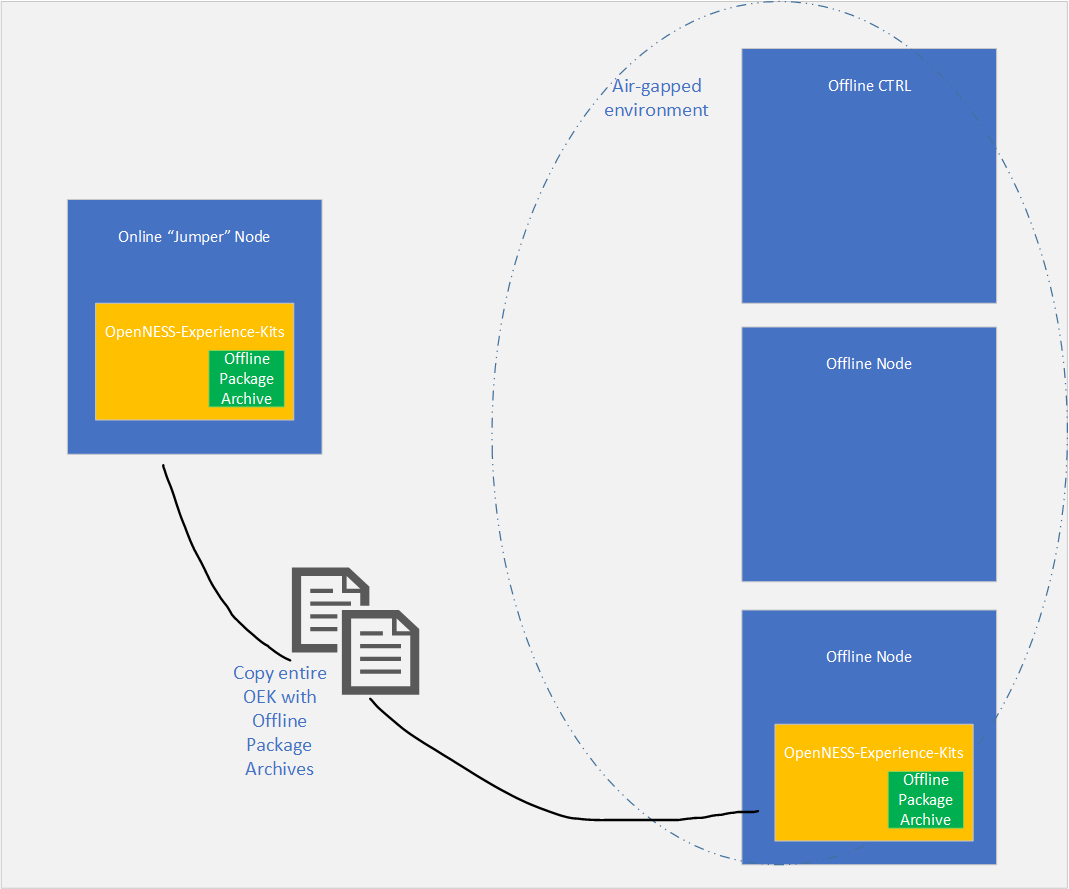 Air-gapped
environment
Offline CTRL
Online “Jumper” Node
OpenNESS-Experience-Kits
Offline
Package
Archive
Offline Node
Copy entire
OEK with
Offline
Package
Archives
Offline Node
OpenNESS-Experience-Kits
Offline
Package
Archive